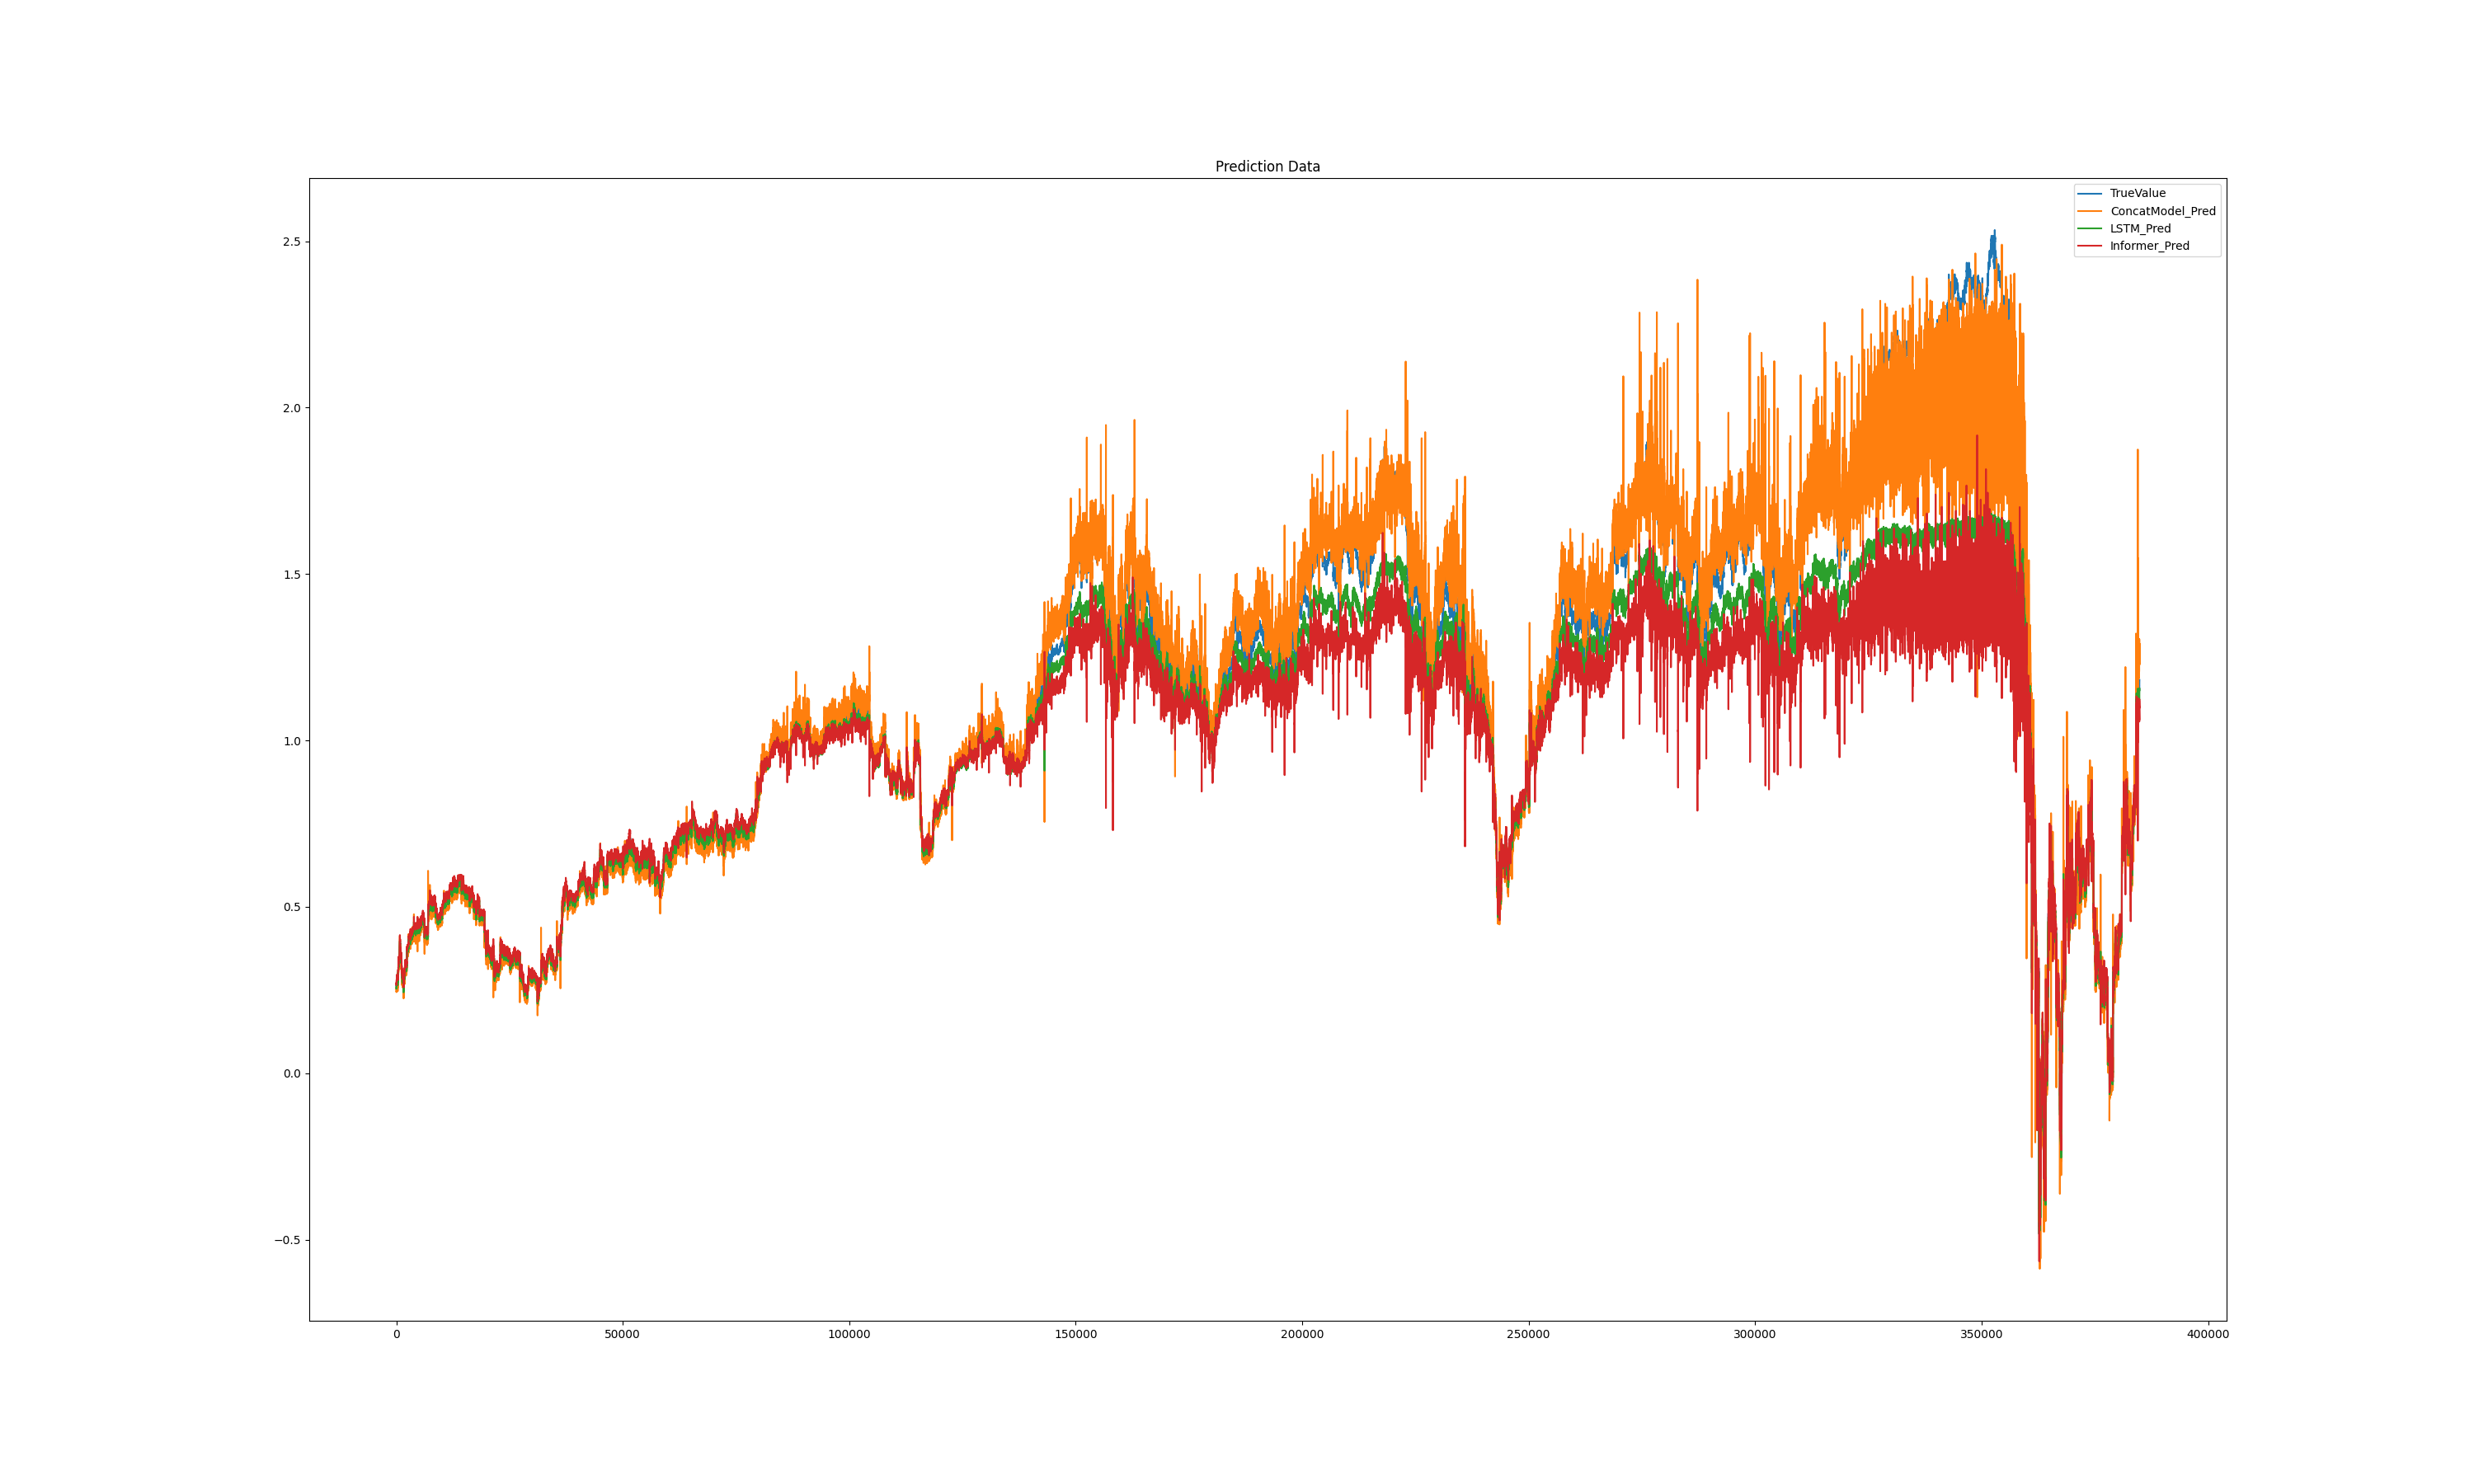 Prediction Data
TrueValue
ConcatModel_Pred
LSTM_Pred
Informer_Pred
2.5
2.0
1.5
1.0
0.5
0.0
−0.5
0 50000 100000 150000 200000 250000 300000 350000 400000